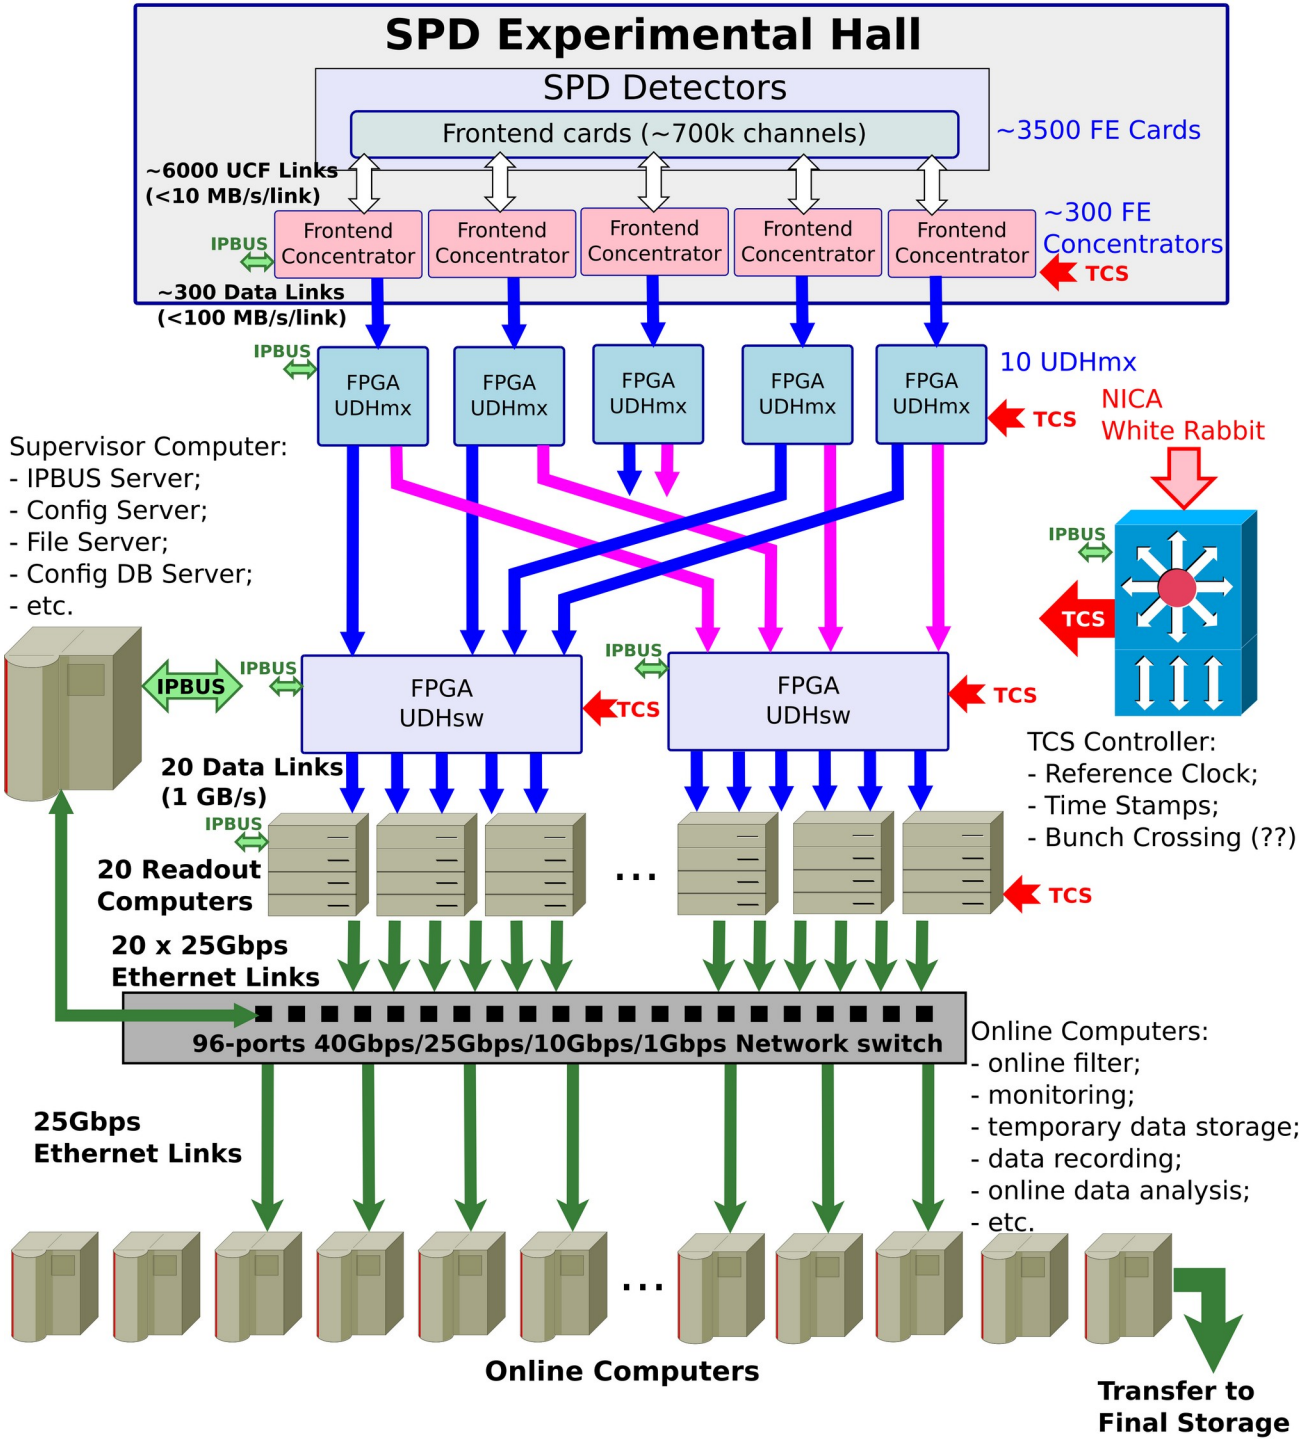 SPD Experimental Hall
SPD Detectors
Frontend cards (~700k channels)
~3500 FE Cards
~6000 UCF Links
(<10 MB/s/link)
Frontend
Concentrator
Frontend
Concentrator
Frontend
Concentrator
Frontend
Concentrator
Frontend
Concentrator
~300 FE
Concentrators
IPBUS
TCS
~300 Data Links
(<100 MB/s/link)
IPBUS
FPGA
UDHmx
FPGA
UDHmx
FPGA
UDHmx
FPGA
UDHmx
FPGA
UDHmx
10 UDHmx
TCS
NICA
White Rabbit
Supervisor Computer:
- IPBUS Server;
- Config Server;
- File Server;
- Config DB Server;
- etc.
IPBUS
TCS
IPBUS
IPBUS
FPGA
UDHsw
TCS
IPBUS
FPGA
UDHsw
TCS
TCS Controller:
- Reference Clock;
- Time Stamps;
- Bunch Crossing (??)
20 Data Links
(1 GB/s)
IPBUS
20 Readout
Computers
...
TCS
20 x 25Gbps
Ethernet Links
96-ports 40Gbps/25Gbps/10Gbps/1Gbps Network switch
Online Computers:
- online filter;
- monitoring;
- temporary data storage;
- data recording;
- online data analysis;
- etc.
25Gbps
Ethernet Links
...
Online Computers
Transfer to
Final Storage